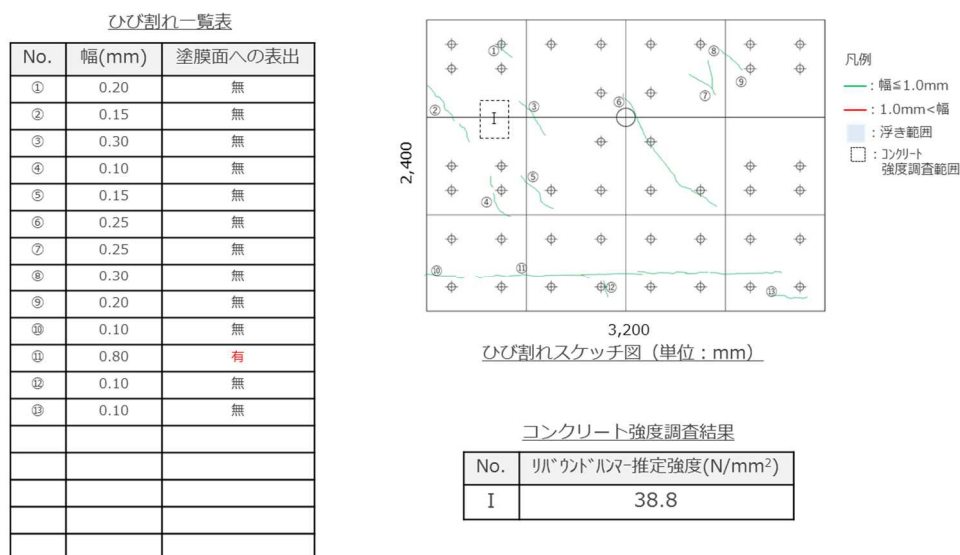 ひび割れ一覧表
No. 幅(mm) 塗膜面への表出
① 0.20 無
② 0.15 無
③ 0.30 無
④ 0.10 無
⑤ 0.15 無
⑥ 0.25 無
⑦ 0.25 無
⑧ 0.30 無
⑨ 0.20 無
⑩ 0.10 無
⑪ 0.80 有
⑫ 0.10 無
⑬ 0.10 無
① ⑧
⑨
⑦
② ③ ⑥
I
⑤
④
⑩ ⑪
⑫ ⑬
2,400
3,200
ひび割れスケッチ図（単位：mm）
凡例
：幅≦1.0mm
：1.0mm<幅
：浮き範囲
：ｺﾝｸﾘｰﾄ
強度調査範囲
コンクリート強度調査結果
No. ﾘﾊﾞｳﾝﾄﾞﾊﾝﾏｰ推定強度(N/mm²)
I 38.8